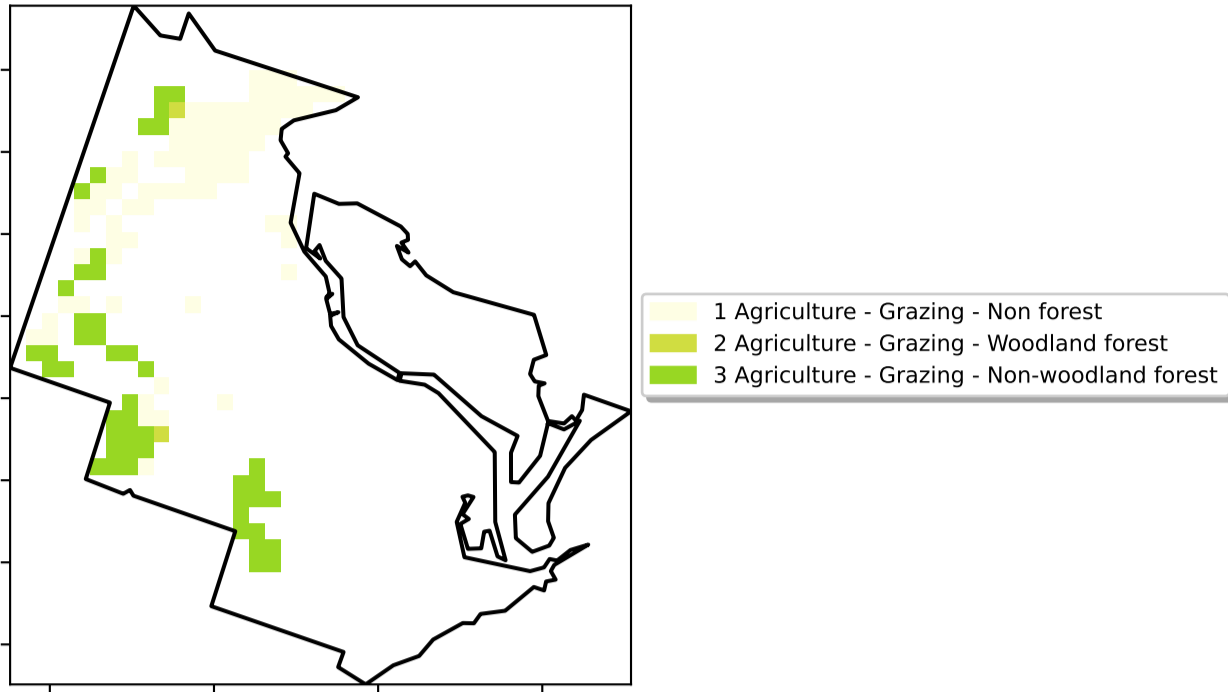 1 Agriculture - Grazing - Non forest
2 Agriculture - Grazing - Woodland forest
3 Agriculture - Grazing - Non-woodland forest